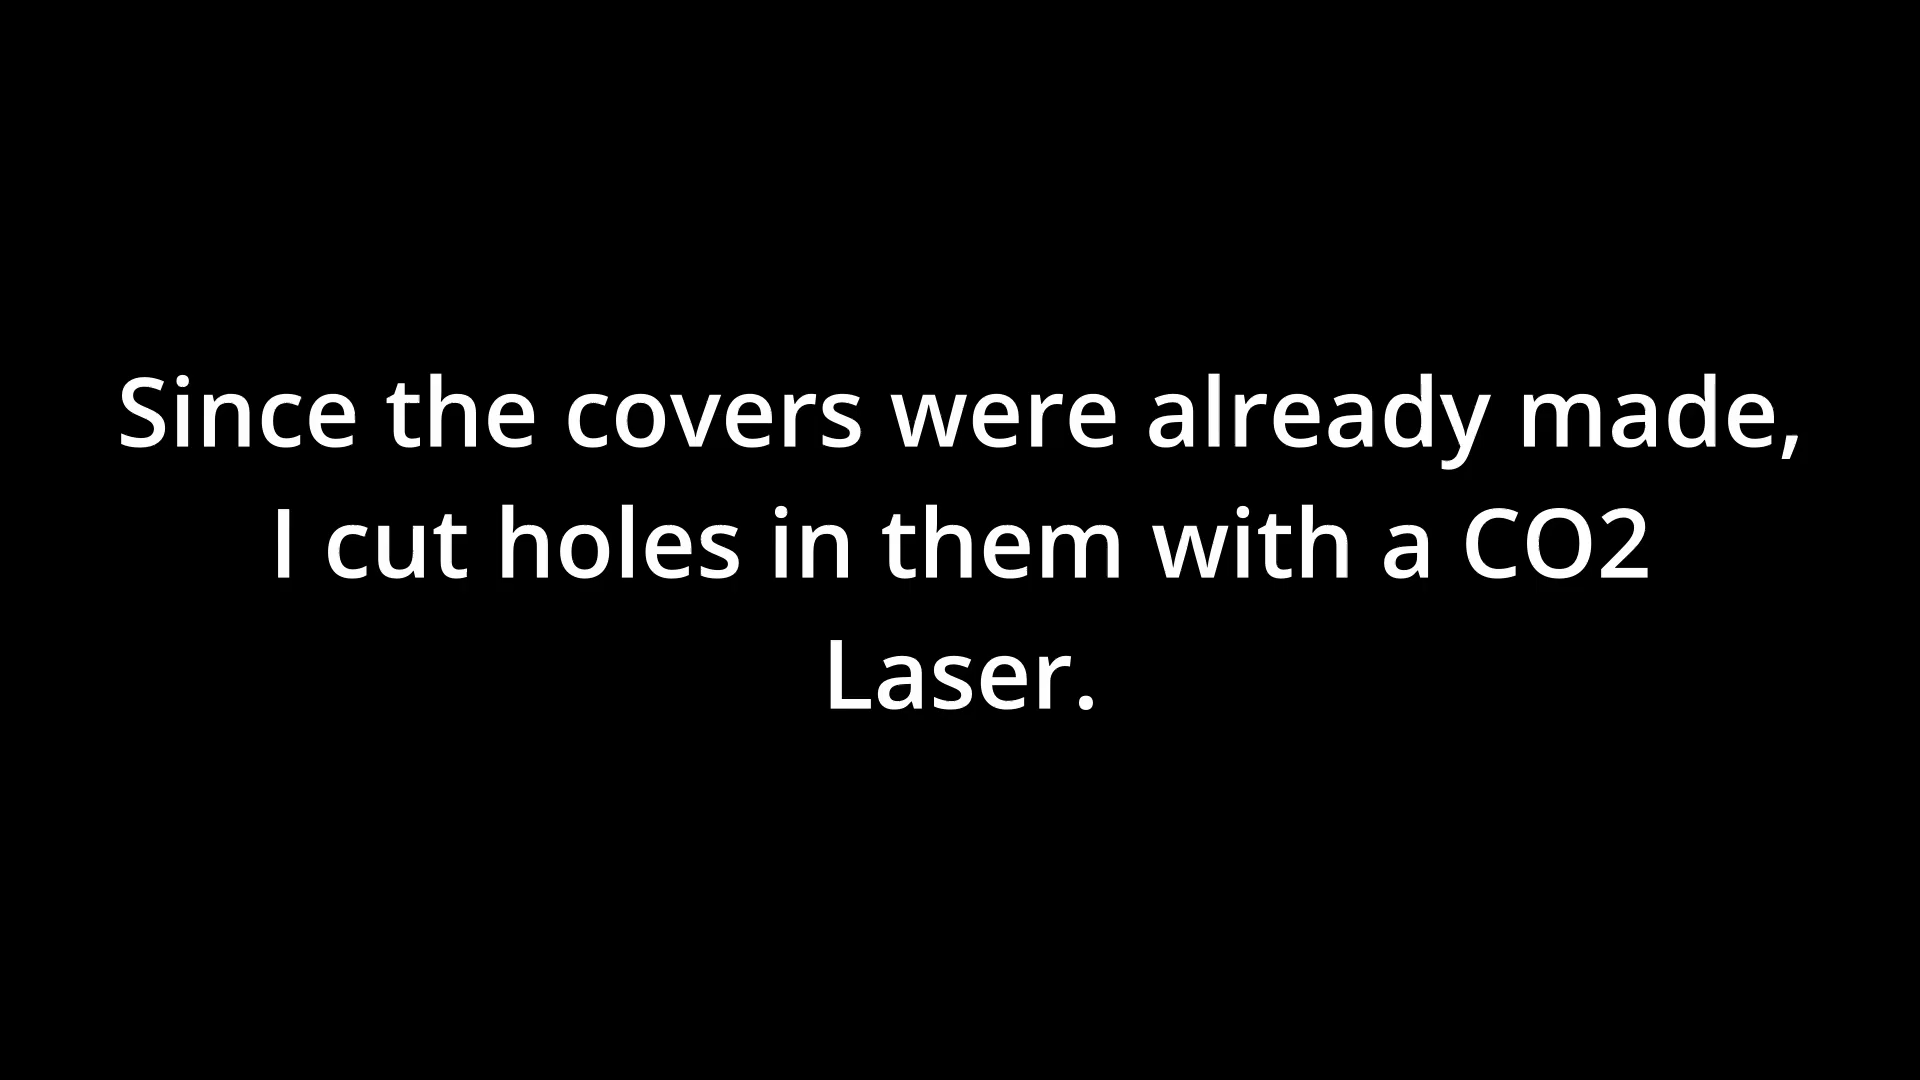 Since the covers were already made,
I cut holes in them with a CO2
Laser.